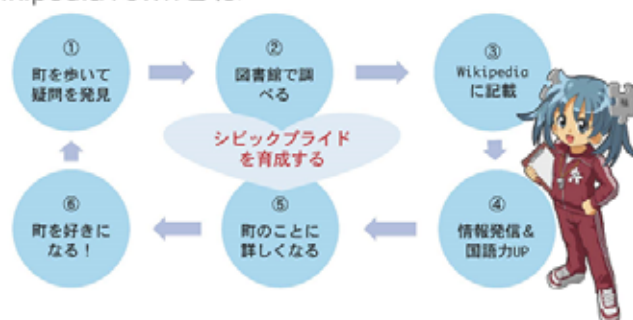 ①
町を歩いて
疑問を発見
②
図書館で調
べる
③
Wikipedia
に記載
シビックプライド
を育成する
⑥
町を好きに
なる！
⑤
町のことに
詳しくなる
④
情報発信＆
国語力UP